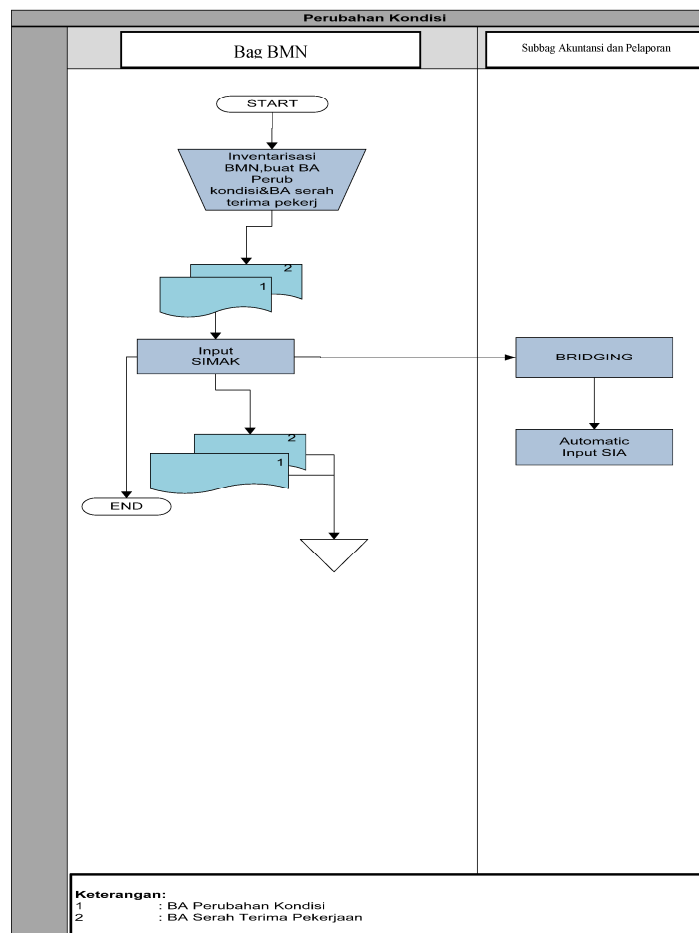 Perubahan Kondisi
Bag BMN
Subbag Akuntansi dan Pelaporan
START
Inventarisasi
BMN,buat BA
Perub
kondisi&BA serah
terima pekerj
2
1
Input
SIMAK
BRIDGING
2
1
Automatic
Input SIA
END
Keterangan:
1 : BA Perubahan Kondisi
2 : BA Serah Terima Pekerjaan